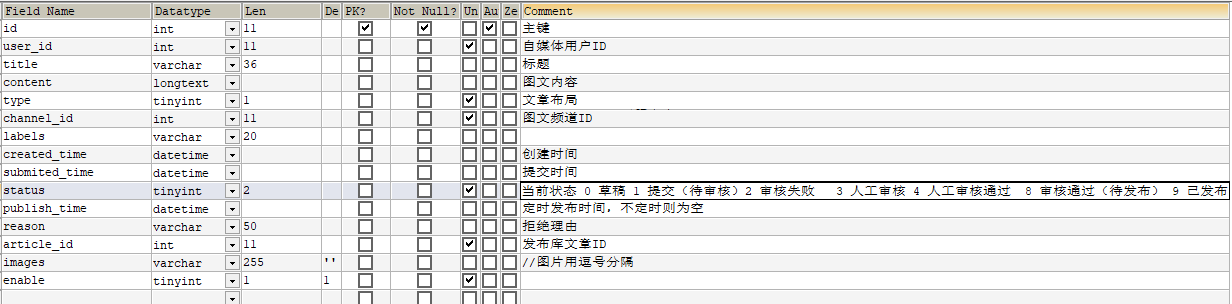 Field Name Datatype Len De PK? Not Null? Un Au Ze Comment
id int 11 主键
user_id int 11 自媒体用户ID
title varchar 36 标题
content longtext 图文内容
type tinyint 1 文章布局
channel_id int 11 图文频道ID
labels varchar 20
created_time datetime 创建时间
submited_time datetime 提交时间
status tinyint 2 当前状态 0 草稿 1 提交（待审核）2 审核失败 3 人工审核 4 人工审核通过 8 审核通过（待发布） 9 已发布
publish_time datetime 定时发布时间，不定时则为空
reason varchar 50 拒绝理由
article_id int 11 发布库文章ID
images varchar 255 '' //图片用逗号分隔
enable tinyint 1 1